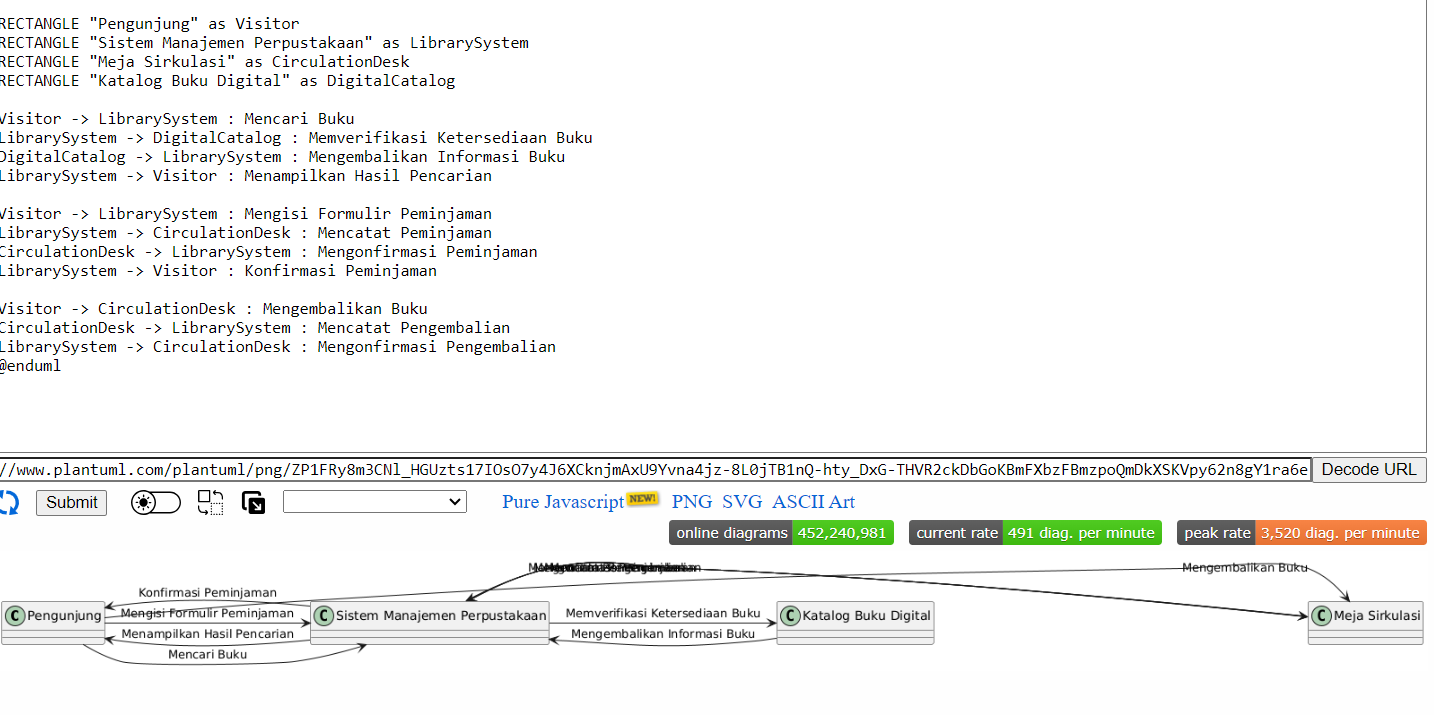 RECTANGLE "Pengunjung" as Visitor
RECTANGLE "Sistem Manajemen Perpustakaan" as LibrarySystem
RECTANGLE "Meja Sirkulasi" as CirculationDesk
RECTANGLE "Katalog Buku Digital" as DigitalCatalog
Visitor -> LibrarySystem : Mencari Buku
LibrarySystem -> DigitalCatalog : Memverifikasi Ketersediaan Buku
DigitalCatalog -> LibrarySystem : Mengembalikan Informasi Buku
LibrarySystem -> Visitor : Menampilkan Hasil Pencarian
Visitor -> LibrarySystem : Mengisi Formulir Peminjaman
LibrarySystem -> CirculationDesk : Mencatat Peminjaman
CirculationDesk -> LibrarySystem : Mengonfirmasi Peminjaman
LibrarySystem -> Visitor : Konfirmasi Peminjaman
Visitor -> CirculationDesk : Mengembalikan Buku
CirculationDesk -> LibrarySystem : Mencatat Pengembalian
LibrarySystem -> CirculationDesk : Mengonfirmasi Pengembalian
@enduml
//www.plantuml.com/plantuml/png/ZP1FRy8m3CNl_HGUzts17IOsO7y4J6XCknjmAxU9Yvna4jz-8L0jTB1nQ-hty_DxG-THVR2ckDbGoKBmFXbzFBmzpoQmDkXSKVpy62n8gY1ra6e Decode URL
Submit Pure Javascript NEW! PNG SVG ASCII Art
online diagrams 452,240,981 current rate 491 diag. per minute peak rate 3,520 diag. per minute
Mengembalikan Buku
Konfirmasi Peminjaman
Mengisi Formulir Peminjaman Memverifikasi Ketersediaan Buku
C Pengunjung C Sistem Manajemen Perpustakaan C Katalog Buku Digital C Meja Sirkulasi
Menampilkan Hasil Pencarian Mengembalikan Informasi Buku
Mencari Buku